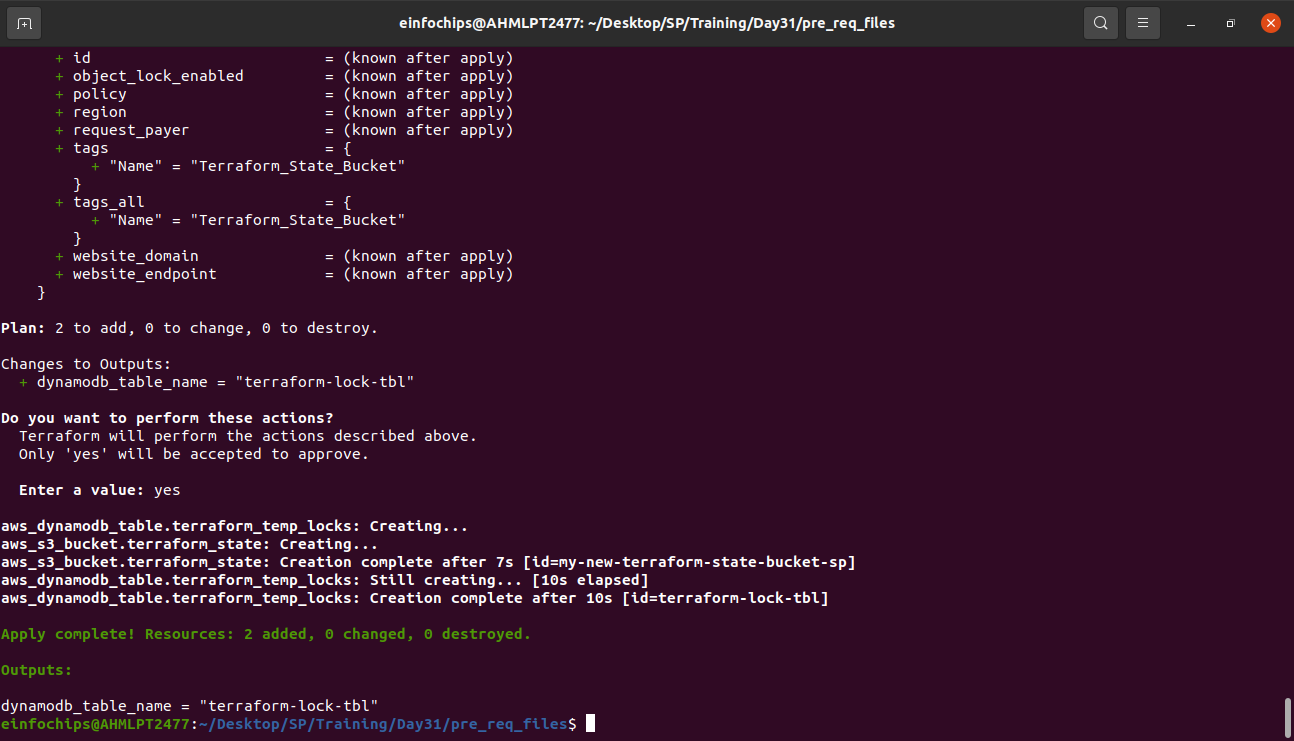 einfochips@AHMLPT2477: ~/Desktop/SP/Training/Day31/pre_req_files
      + id                          = (known after apply)
      + object_lock_enabled         = (known after apply)
      + policy                      = (known after apply)
      + region                      = (known after apply)
      + request_payer               = (known after apply)
      + tags                        = {
          + "Name" = "Terraform_State_Bucket"
        }
      + tags_all                    = {
          + "Name" = "Terraform_State_Bucket"
        }
      + website_domain              = (known after apply)
      + website_endpoint            = (known after apply)
    }
Plan: 2 to add, 0 to change, 0 to destroy.
Changes to Outputs:
  + dynamodb_table_name = "terraform-lock-tbl"
Do you want to perform these actions?
  Terraform will perform the actions described above.
  Only 'yes' will be accepted to approve.
  Enter a value: yes
aws_dynamodb_table.terraform_temp_locks: Creating...
aws_s3_bucket.terraform_state: Creating...
aws_s3_bucket.terraform_state: Creation complete after 7s [id=my-new-terraform-state-bucket-sp]
aws_dynamodb_table.terraform_temp_locks: Still creating... [10s elapsed]
aws_dynamodb_table.terraform_temp_locks: Creation complete after 10s [id=terraform-lock-tbl]
Apply complete! Resources: 2 added, 0 changed, 0 destroyed.
Outputs:
dynamodb_table_name = "terraform-lock-tbl"
einfochips@AHMLPT2477:~/Desktop/SP/Training/Day31/pre_req_files$